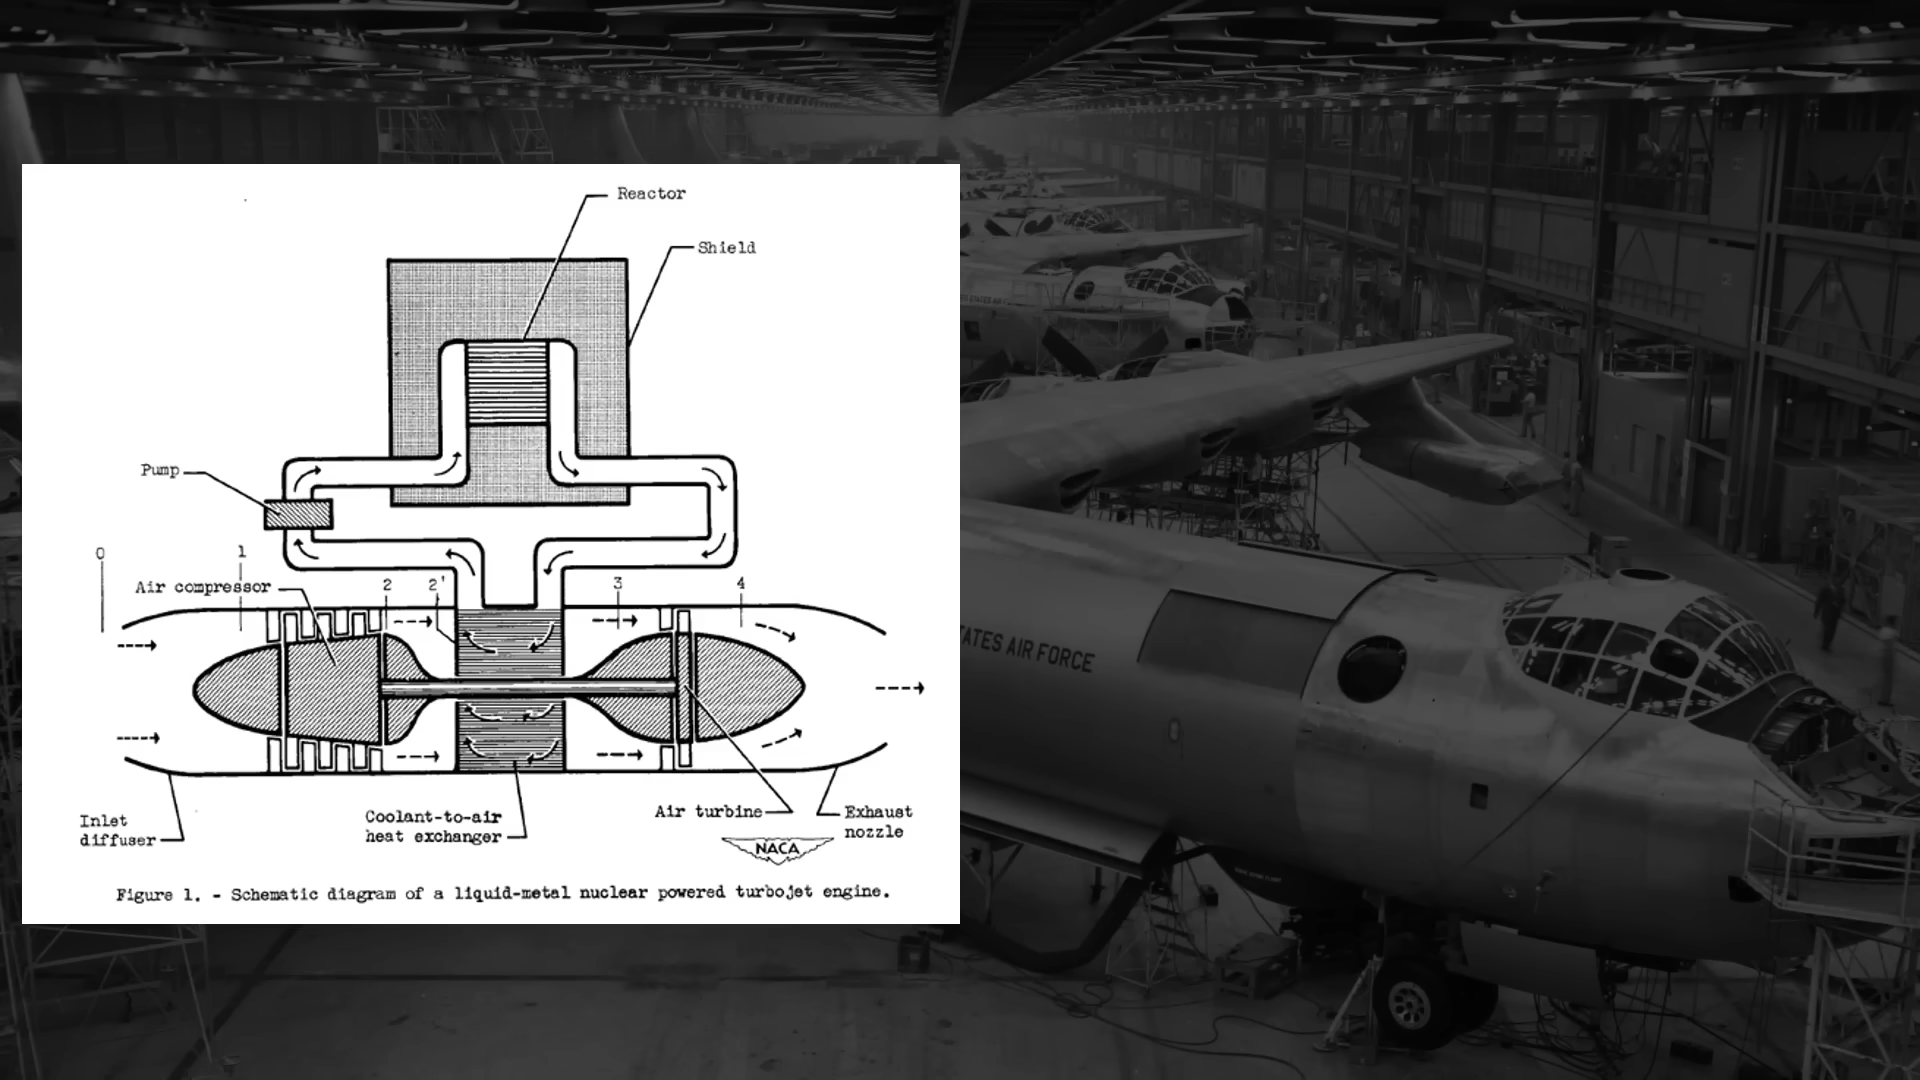 Reactor
Shield
Pump
0
1
Air compressor
2
2'
3
4
Inlet
diffuser
Coolant-to-air
heat exchanger
Air turbine
Exhaust
nozzle
NACA
Figure 1. - Schematic diagram of a liquid-metal nuclear powered turbojet engine.
TATES AIR FORCE